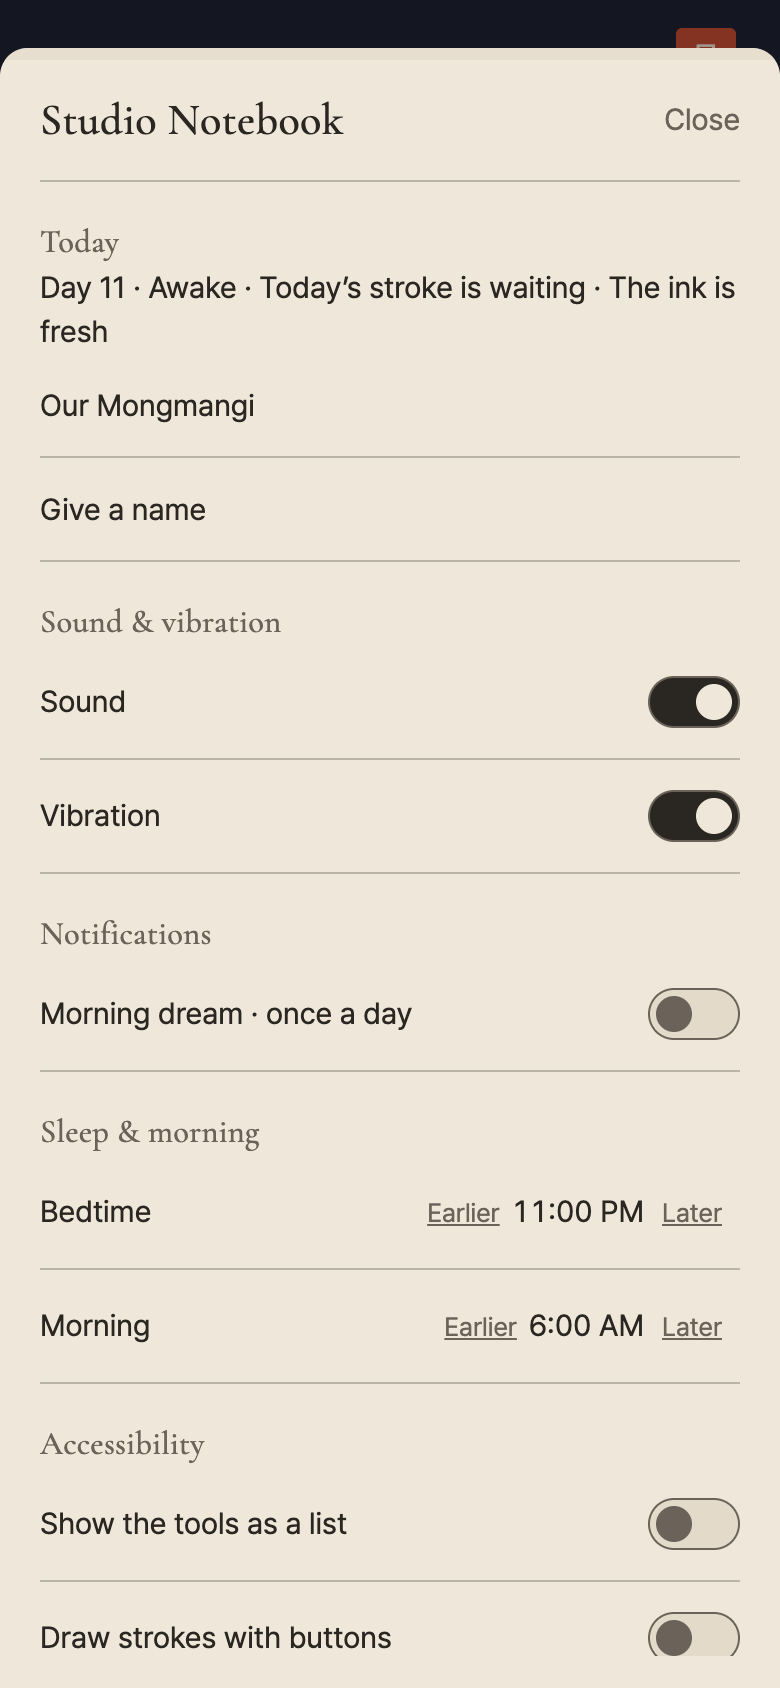 Studio Notebook
Close
Today
Day 11 · Awake · Today’s stroke is waiting · The ink is
fresh
Our Mongmangi
Give a name
Sound & vibration
Sound
Vibration
Notifications
Morning dream · once a day
Sleep & morning
Bedtime Earlier 11:00 PM Later
Morning Earlier 6:00 AM Later
Accessibility
Show the tools as a list
Draw strokes with buttons